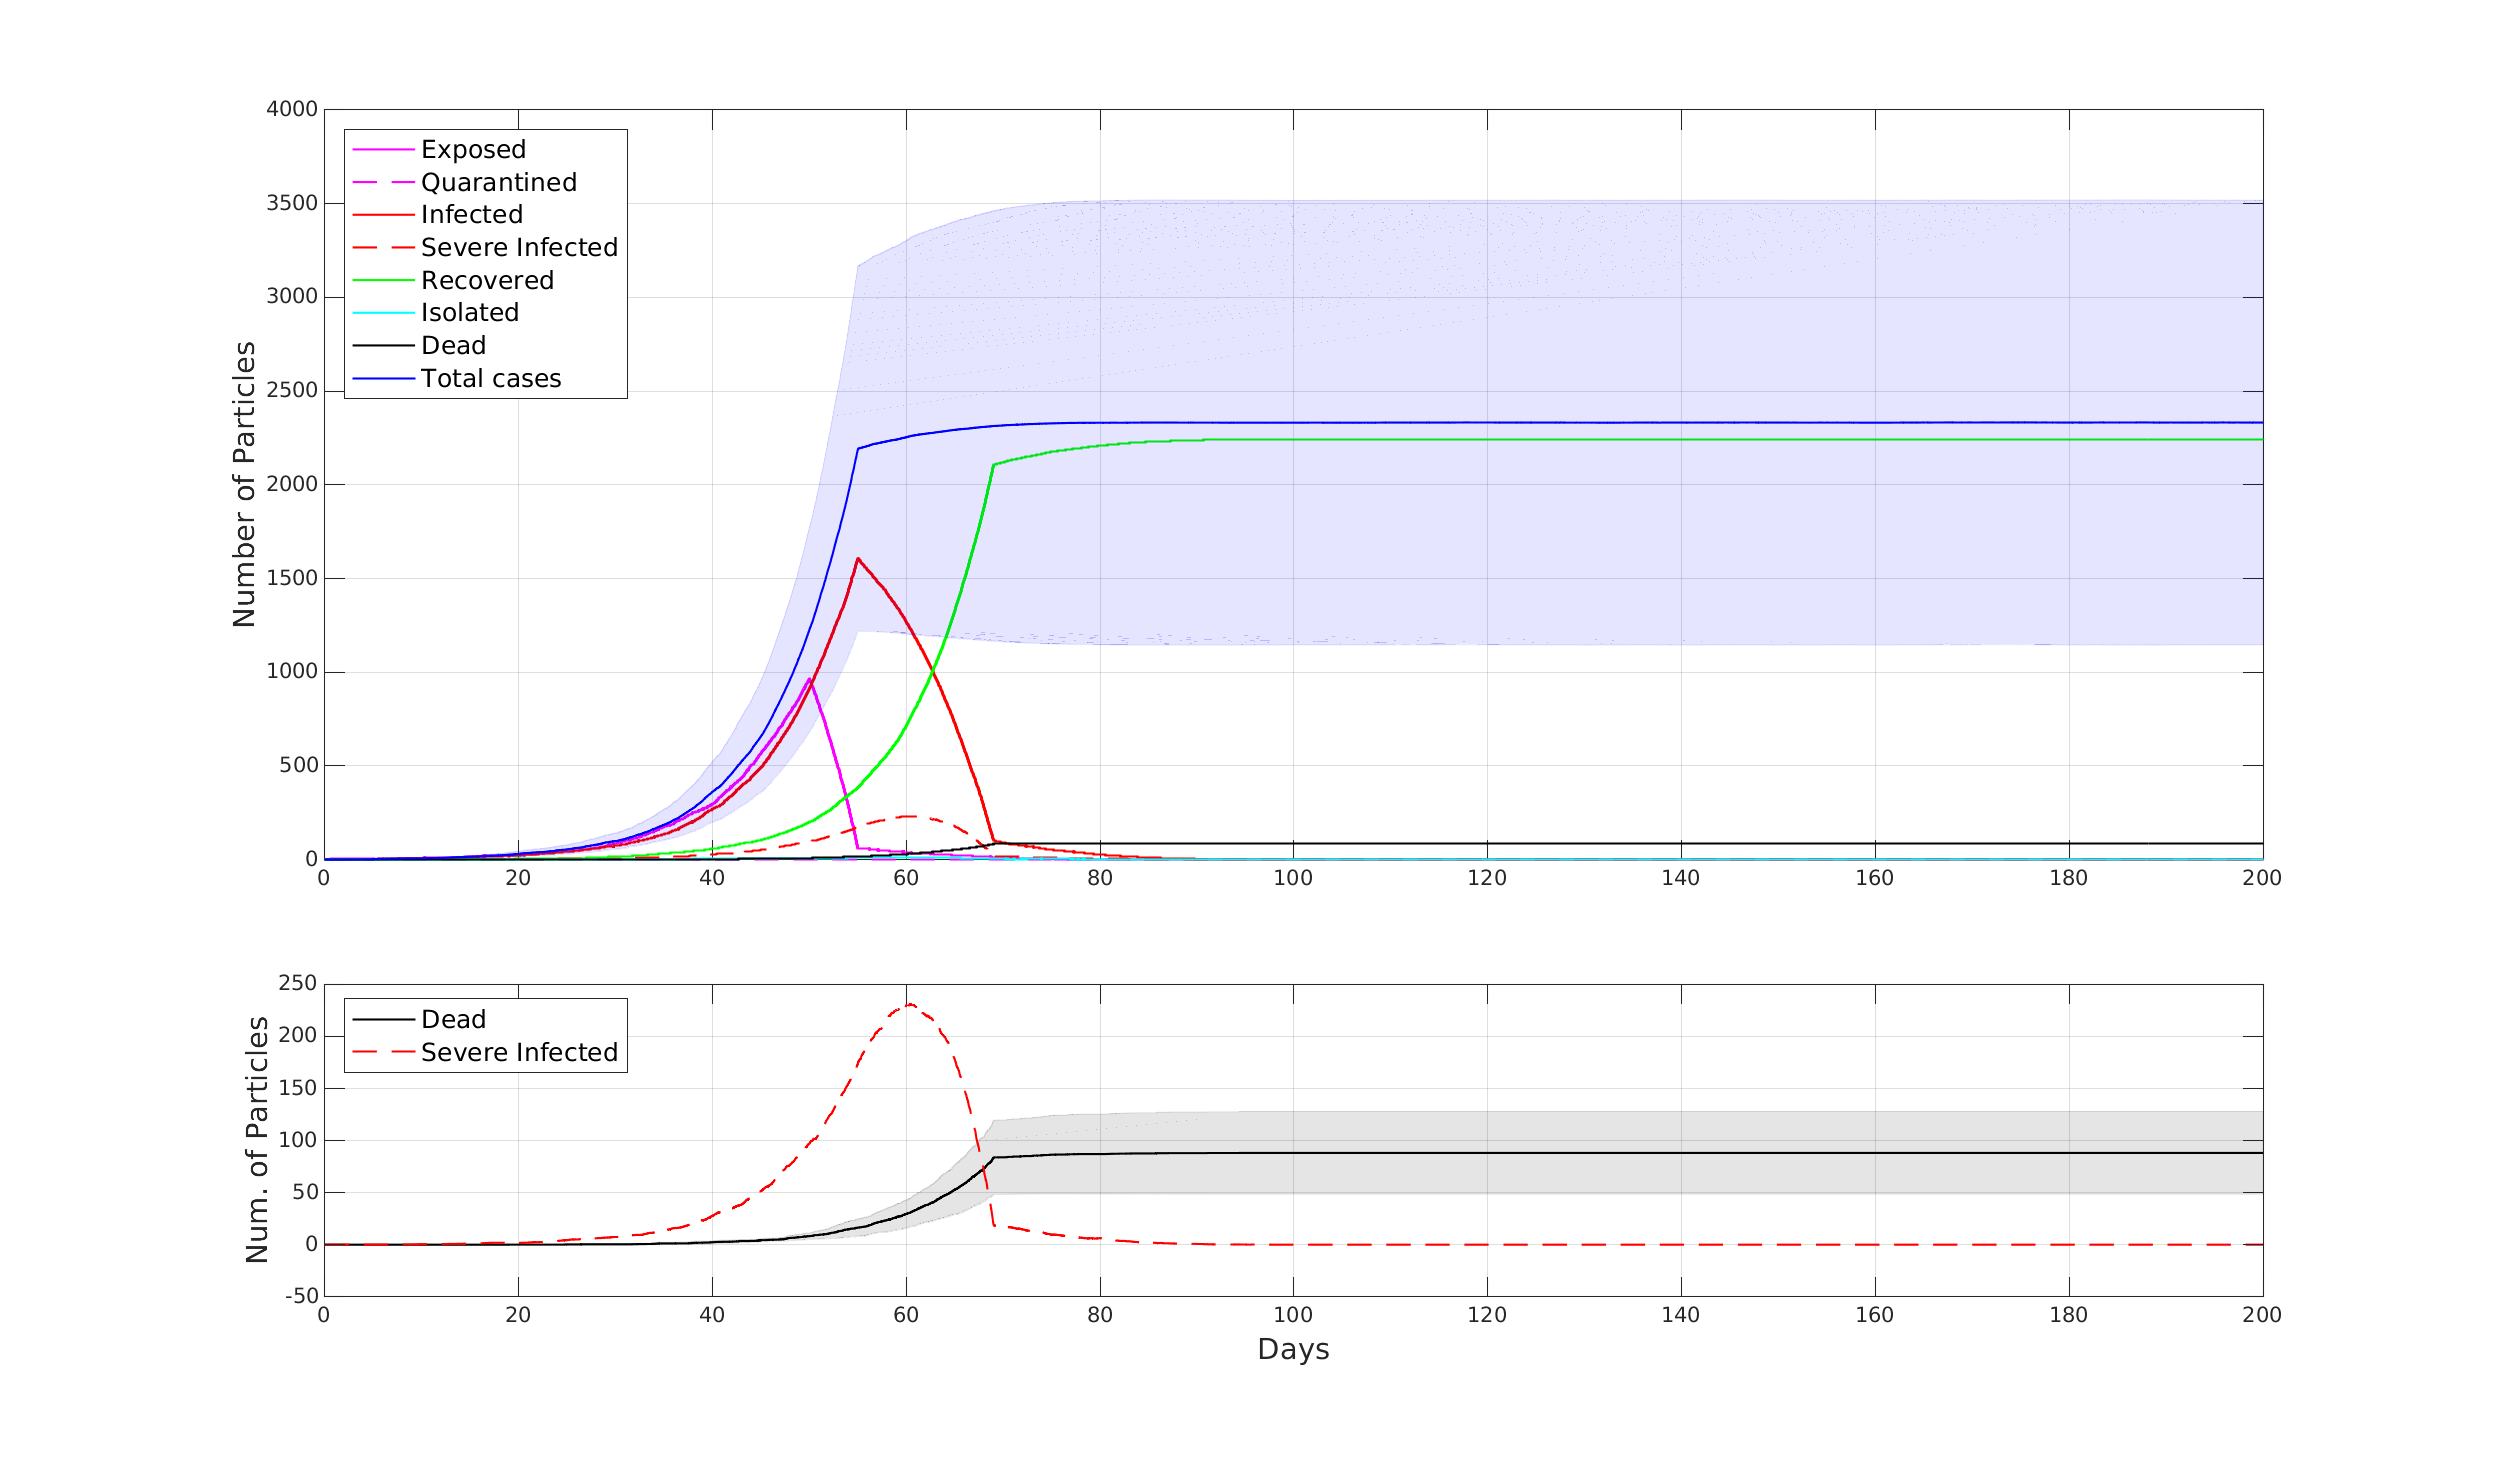 4000
3500
3000
2500
2000
1500
1000
500
0
Number of Particles
Exposed
Quarantined
Infected
Severe Infected
Recovered
Isolated
Dead
Total cases
0 20 40 60 80 100 120 140 160 180 200
250
200
150
100
50
0
-50
Num. of Particles
Dead
Severe Infected
0 20 40 60 80 100 120 140 160 180 200
Days